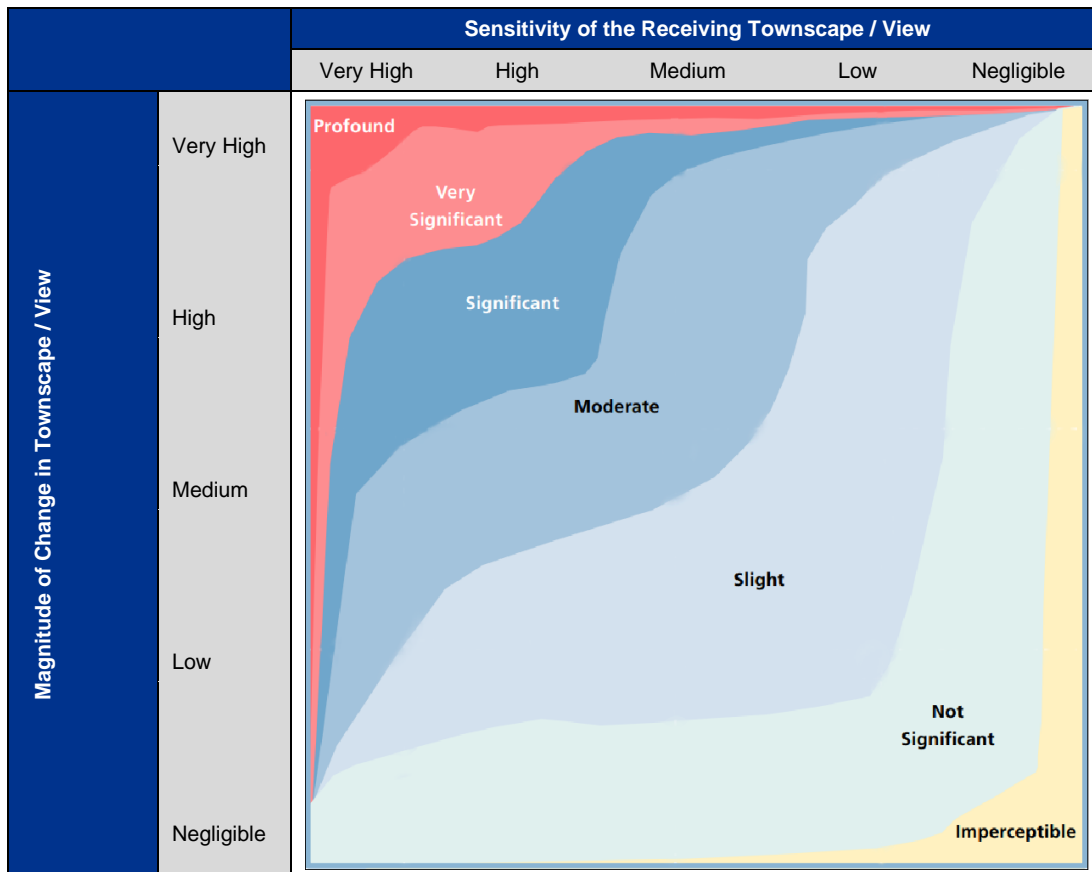 Sensitivity of the Receiving Townscape / View
Very High
High
Medium
Low
Negligible
Magnitude of Change in Townscape / View
Very High
High
Medium
Low
Negligible
Profound
Very
Significant
Significant
Moderate
Slight
Not
Significant
Imperceptible